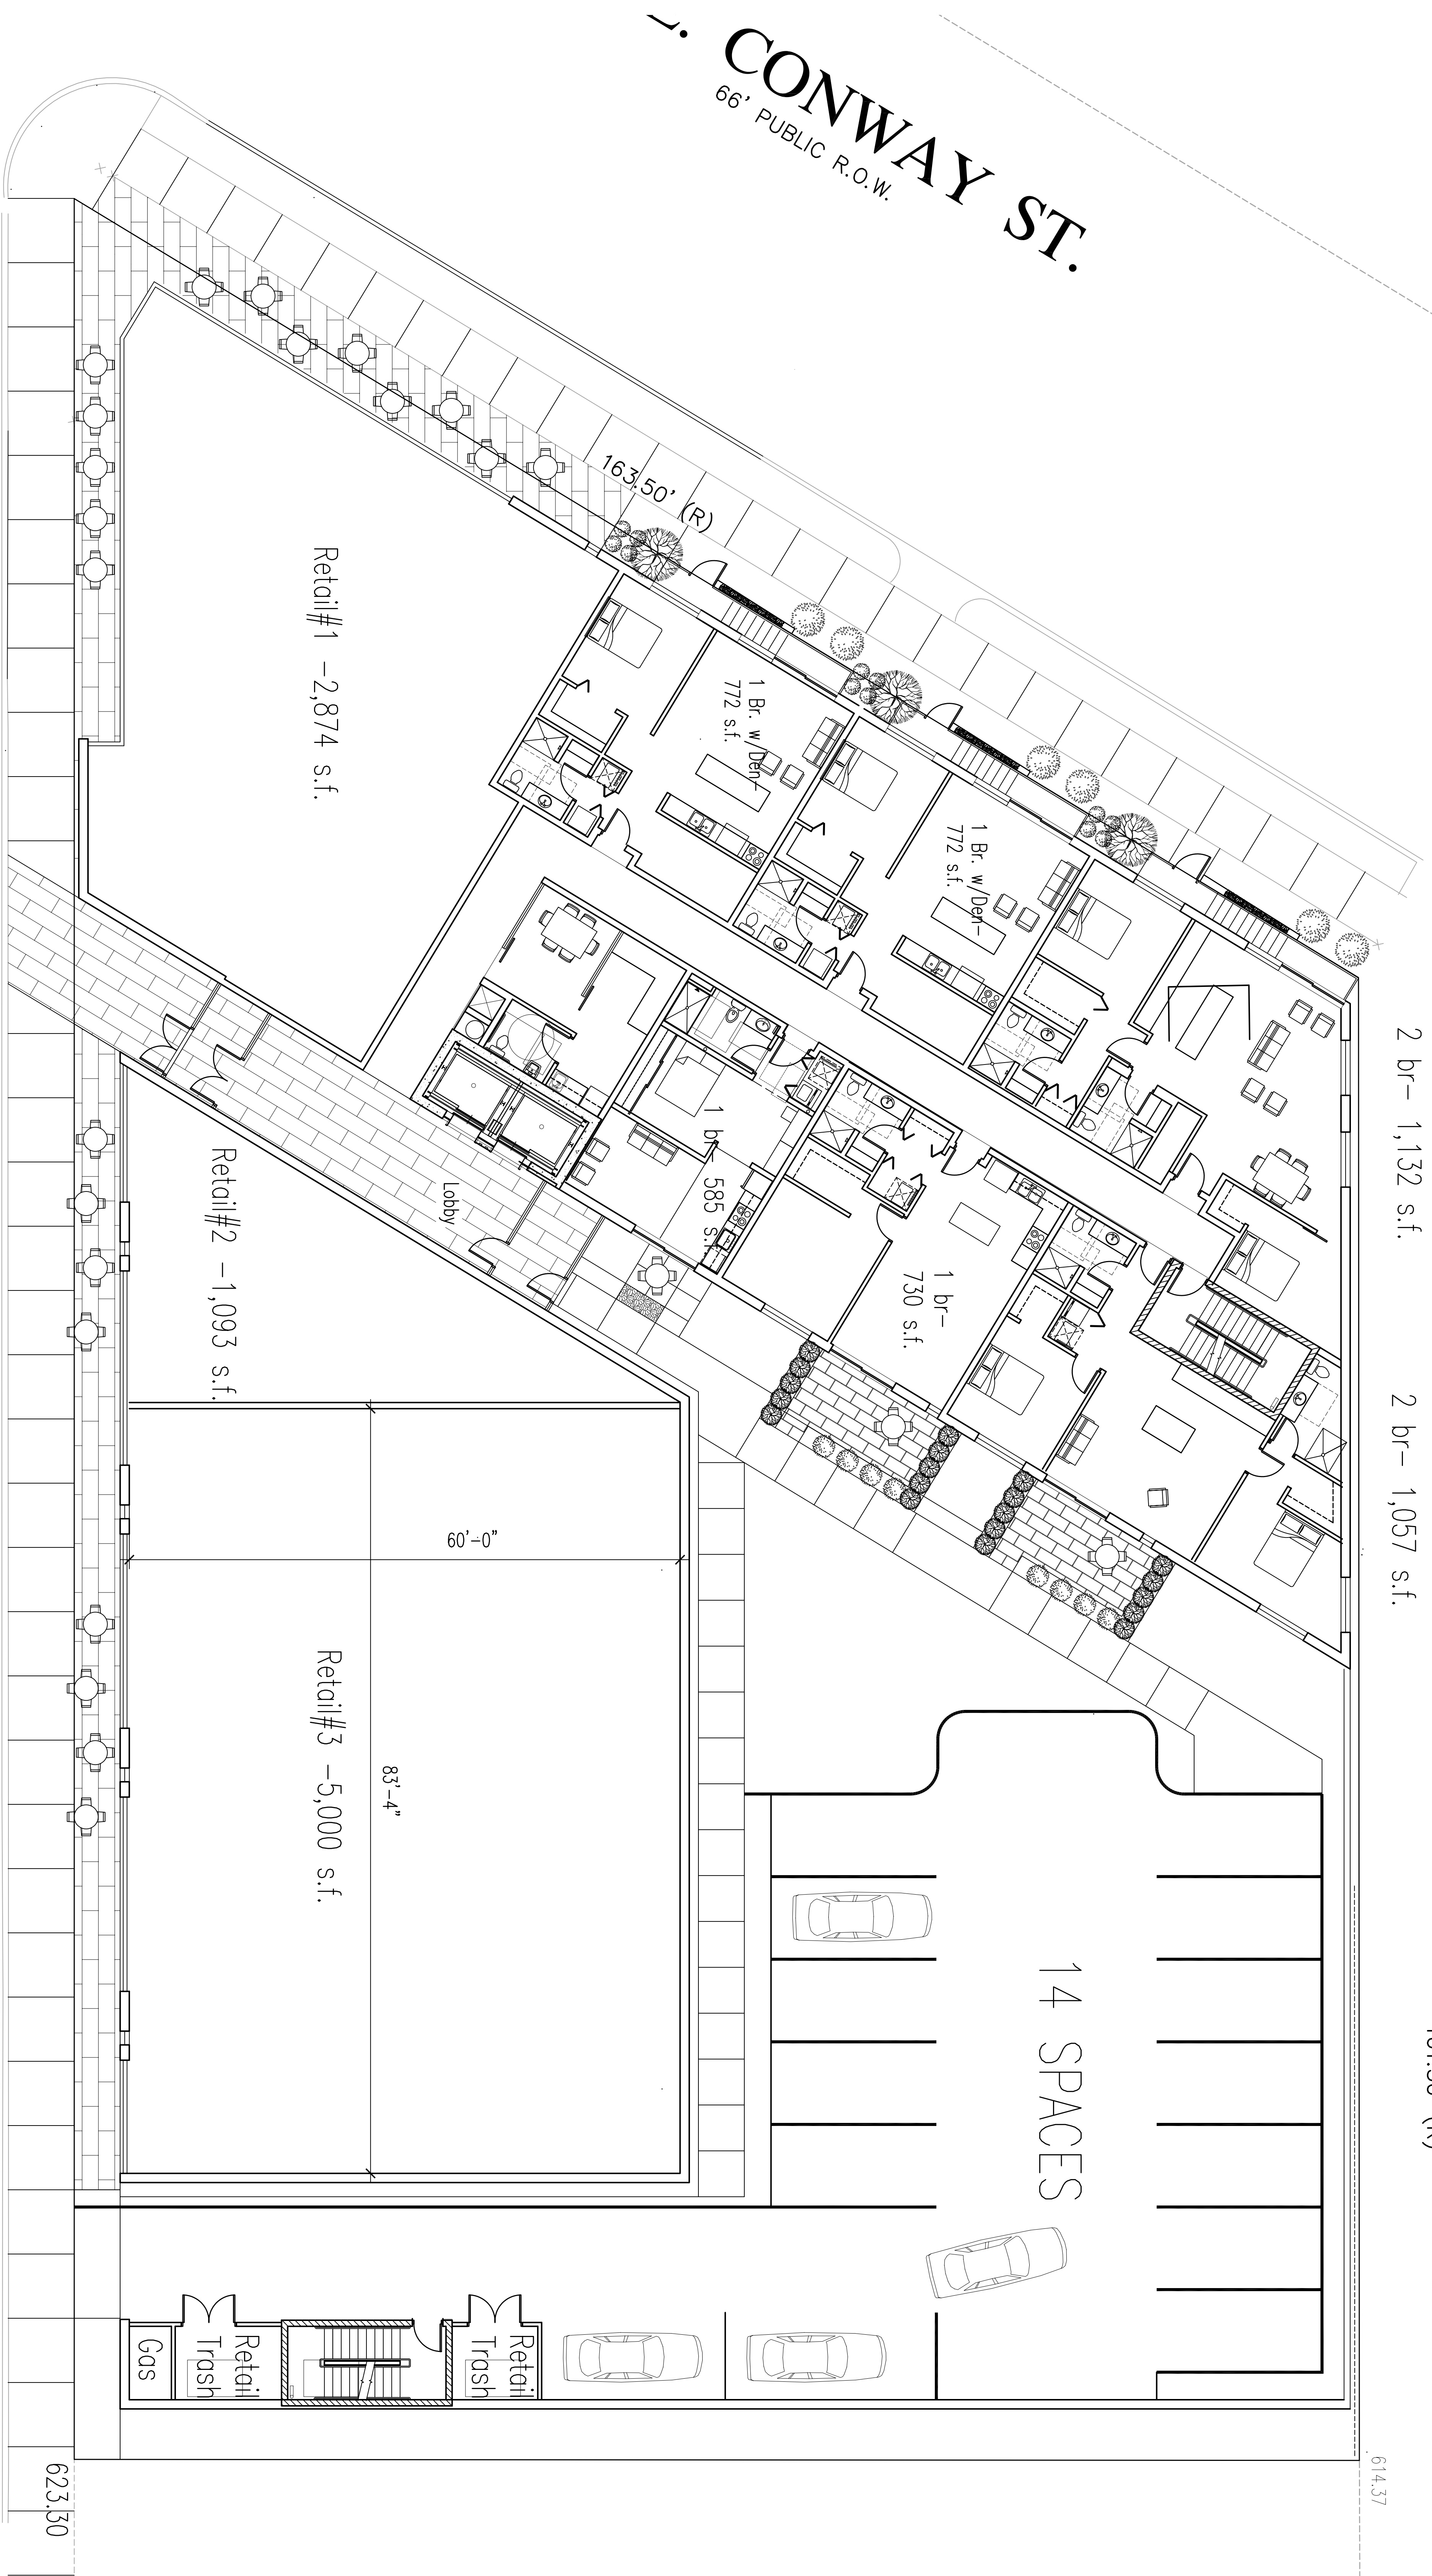 CONWAY ST.
66' PUBLIC R.O.W.
163.50' (R)
Retail#1 -2,874 s.f.
1 Br. w/Den-
772 s.f.
1 Br. w/Den-
772 s.f.
2 br- 1,132 s.f.
2 br- 1,057 s.f.
1 br- 585 s.f.
1 br-
730 s.f.
Lobby
Retail#2 -1,093 s.f.
60'-0"
83'-4"
Retail#3 -5,000 s.f.
14 SPACES
Retail
Trash
Retail
Trash
Gas
623.30
614.37